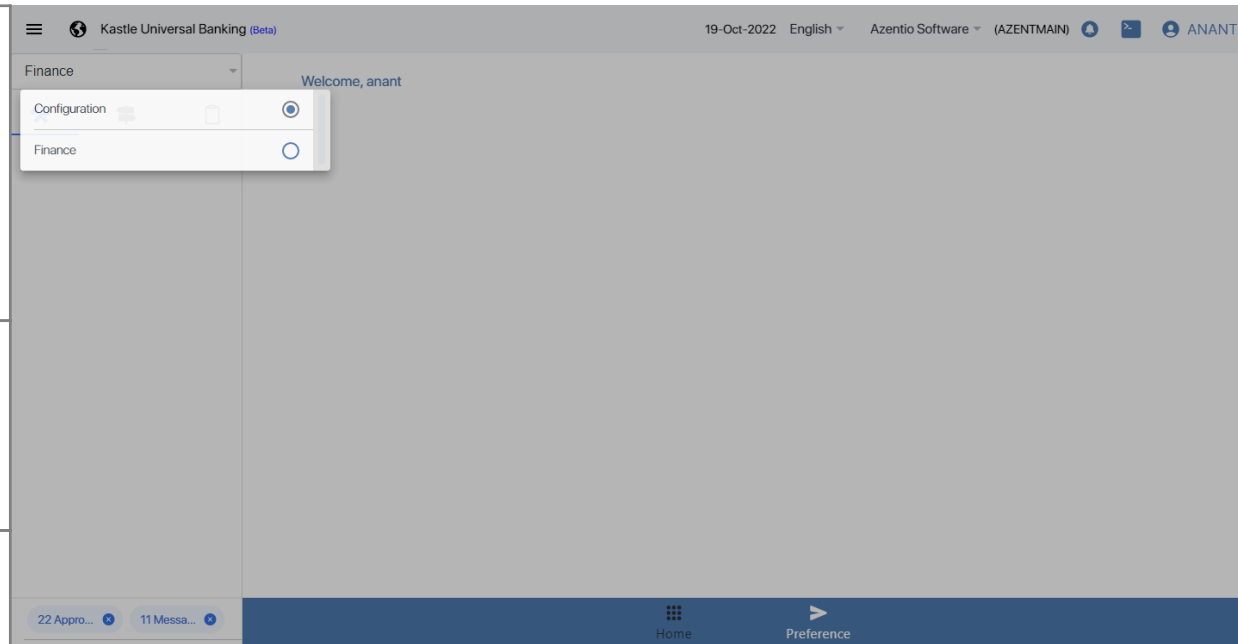 Kastle Universal Banking (Beta)
19-Oct-2022 English Azentio Software (AZENTMAIN) ANANT
Finance
Welcome, anant
Configuration
Finance
22 Appro... 11 Messa...
Home
Preference